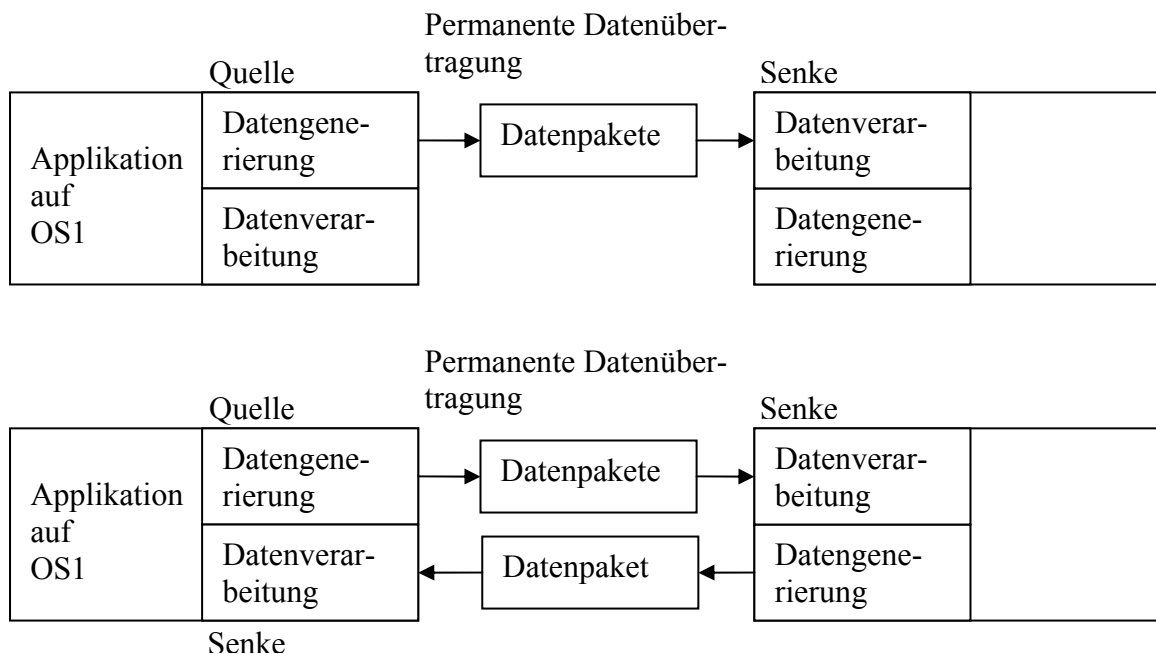 Permanente Datenüber-
tragung
Quelle
Senke
Applikation
auf
OS1
Datengene-
rierung
Datenverar-
beitung
Datenpakete
Datenverar-
beitung
Datengene-
rierung
Permanente Datenüber-
tragung
Quelle
Senke
Applikation
auf
OS1
Datengene-
rierung
Datenverar-
beitung
Datenpakete
Datenpaket
Datenverar-
beitung
Datengene-
rierung
Senke